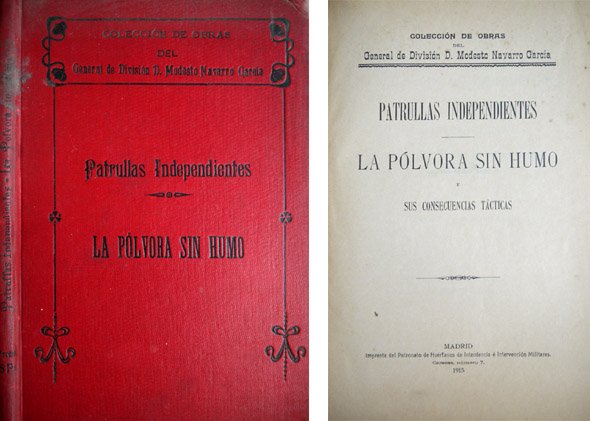 COLECCIÓN DE OBRAS
DEL
General de División D. Modesto Navarro García
Patrullas Independientes
LA PÓLVORA SIN HUMO
Patrullas Independientes - La Pólvora
COLECCIÓN DE OBRAS
DEL
General de División D. Modesto Navarro García
PATRULLAS INDEPENDIENTES
LA PÓLVORA SIN HUMO
Y
SUS CONSECUENCIAS TÁCTICAS
MADRID
Imprenta del Patronato de Huérfanos de Intendencia é Intervención Militares.
NÚMERO 7.
1915